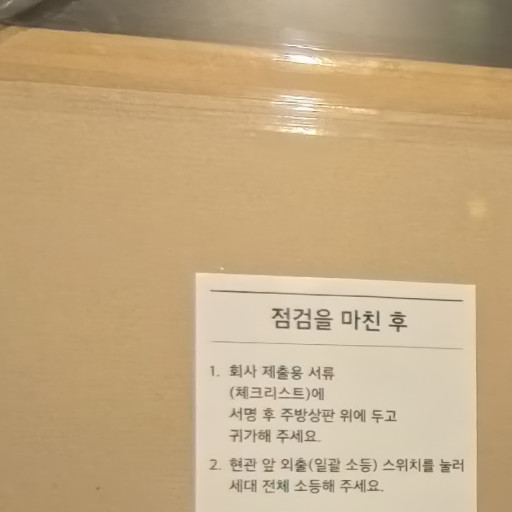 점검을 마친 후
1. 회사 제출용 서류
(체크리스트)에
서명 후 주방상판 위에 두고
귀가해 주세요.
2. 현관 앞 외출(일괄 소등) 스위치를 눌러
세대 전체 소등해 주세요.